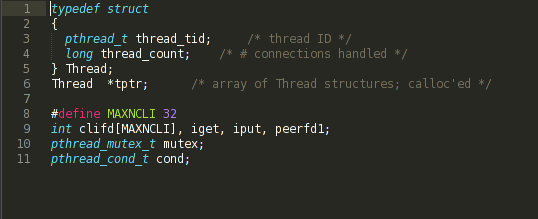 1 typedef struct
2 {
3 pthread_t thread_tid; /* thread ID */
4 long thread_count; /* # connections handled */
5 } Thread;
6 Thread *tptr; /* array of Thread structures; calloc'ed */
7
8 #define MAXNCLI 32
9 int clifd[MAXNCLI], iget, iput, peerfd1;
10 pthread_mutex_t mutex;
11 pthread_cond_t cond;